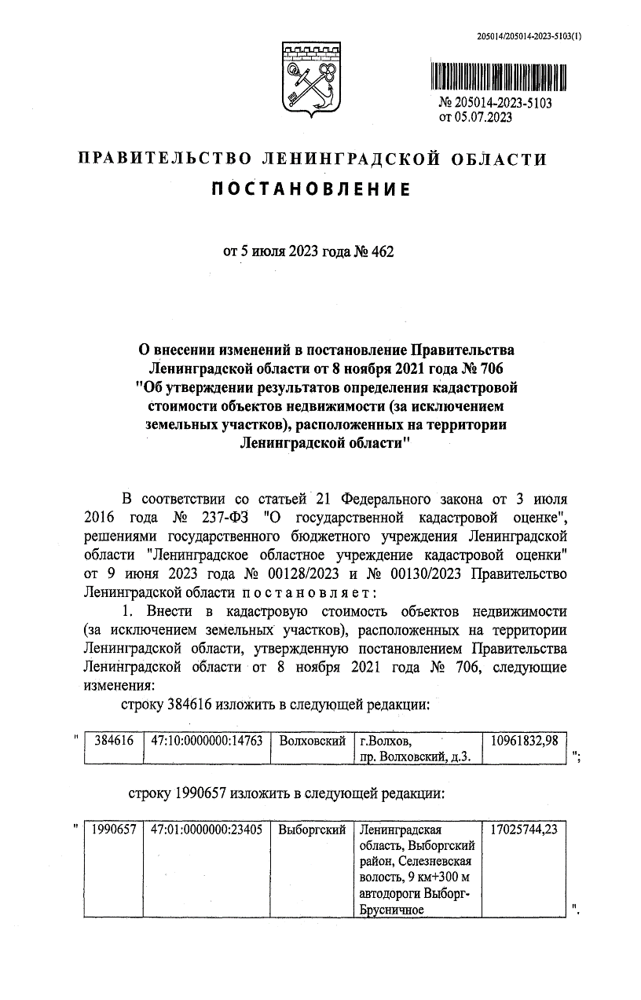 205014/205014-2023-5103(1)
№ 205014-2023-5103
от 05.07.2023
ПРАВИТЕЛЬСТВО ЛЕНИНГРАДСКОЙ ОБЛАСТИ
ПОСТАНОВЛЕНИЕ
от 5 июля 2023 года № 462
О внесении изменений в постановление Правительства
Ленинградской области от 8 ноября 2021 года № 706
"Об утверждении результатов определения кадастровой
стоимости объектов недвижимости (за исключением
земельных участков), расположенных на территории
Ленинградской области"
В соответствии со статьей 21 Федерального закона от 3 июля
2016 года № 237-ФЗ "О государственной кадастровой оценке",
решениями государственного бюджетного учреждения Ленинградской
области "Ленинградское областное учреждение кадастровой оценки"
от 9 июня 2023 года № 00128/2023 и № 00130/2023 Правительство
Ленинградской области п о с т а н о в л я е т :
1. Внести в кадастровую стоимость объектов недвижимости
(за исключением земельных участков), расположенных на территории
Ленинградской области, утвержденную постановлением Правительства
Ленинградской области от 8 ноября 2021 года № 706, следующие
изменения:
строку 384616 изложить в следующей редакции:
" 384616 47:10:0000000:14763 Волховский г.Волхов, 10961832,98
пр. Волховский, д.3. ";
строку 1990657 изложить в следующей редакции:
" 1990657 47:01:0000000:23405 Выборгский Ленинградская 17025744,23
область, Выборгский
район, Селезневская
волость, 9 км+300 м
автодороги Выборг-
Брусничное ".